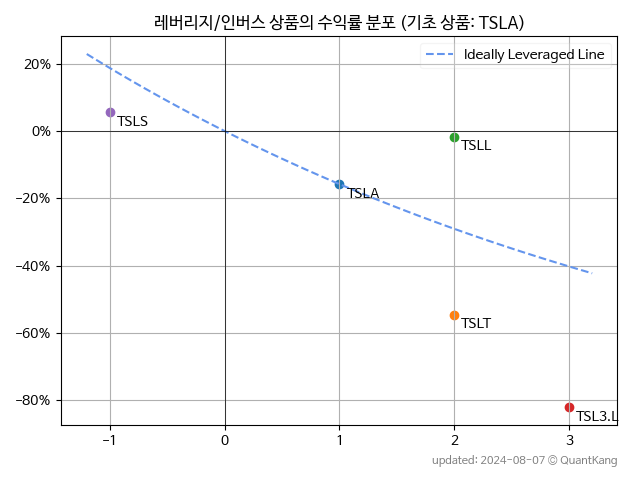 레버리지/인버스 상품의 수익률 분포 (기초 상품: TSLA)
Ideally Leveraged Line
20%
0%
−20%
−40%
−60%
−80%
TSLS
TSLL
TSLA
TSLT
TSL3.L
−1
0
1
2
3
updated: 2024-08-07 © QuantKang